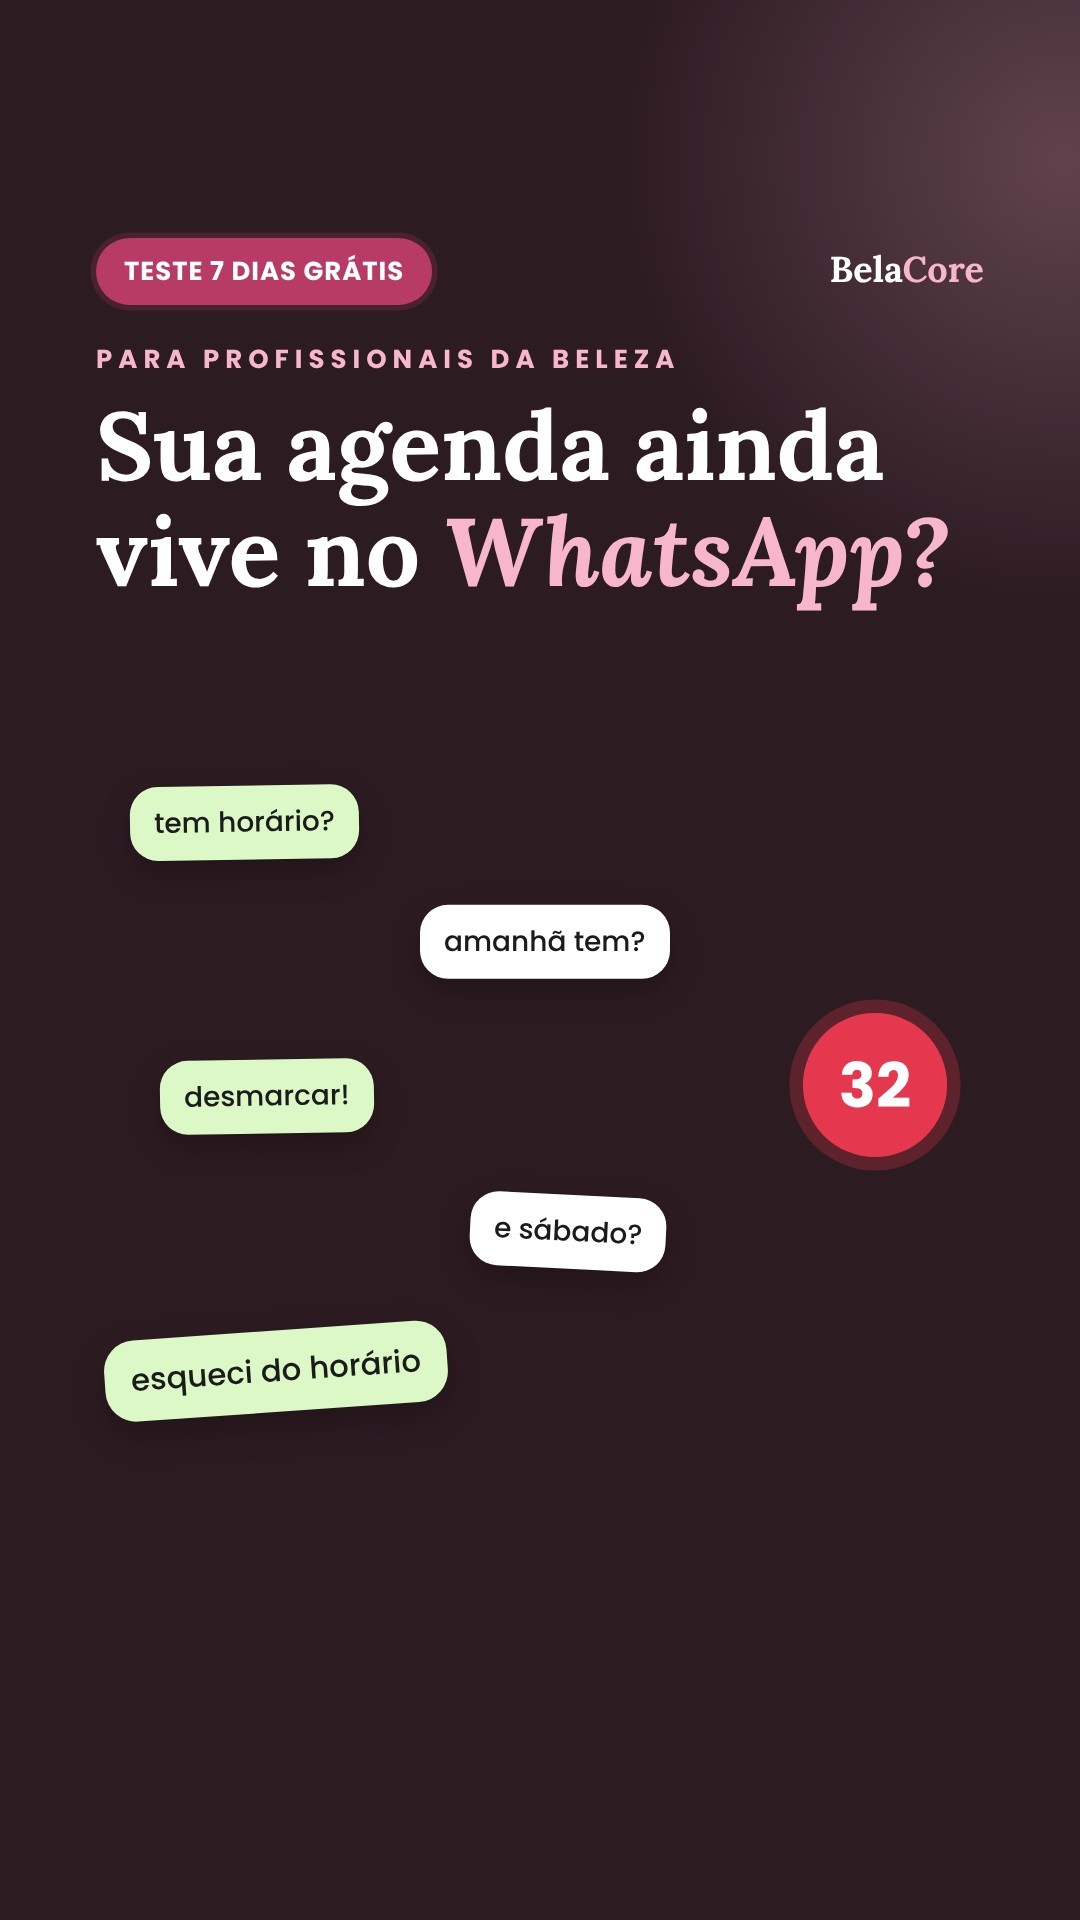 TESTE 7 DIAS GRÁTIS
BelaCore
PARA PROFISSIONAIS DA BELEZA
Sua agenda ainda
vive no WhatsApp?
tem horário?
amanhã tem?
32
desmarcar!
e sábado?
esqueci do horário